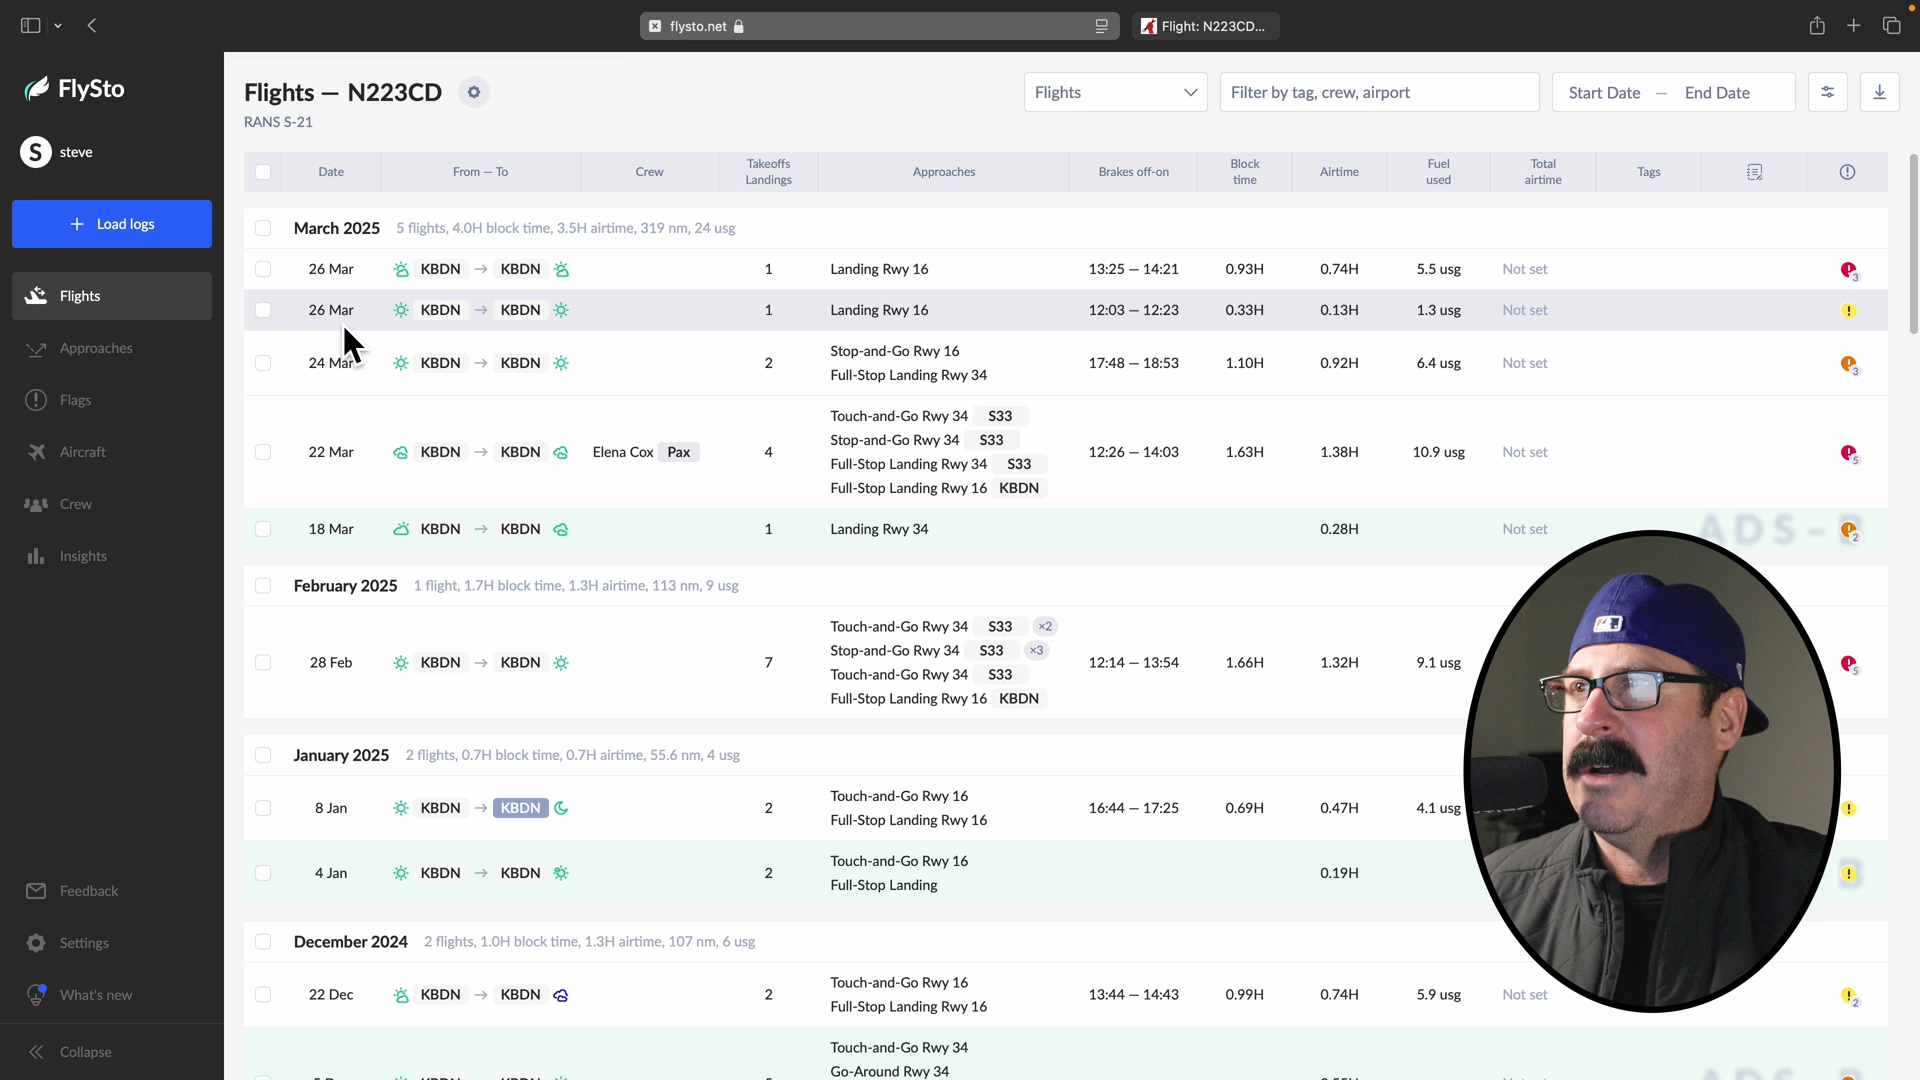 flysto.net
Flight: N223CD...
FlySto
S steve
Load logs
Flights
Approaches
Flags
Aircraft
Crew
Insights
Feedback
Settings
What's new
Collapse
Flights — N223CD
RANS S-21
Flights
Filter by tag, crew, airport
Start Date — End Date
Date From — To Crew Takeoffs Landings Approaches Brakes off-on Block time Airtime Fuel used Total airtime Tags
March 2025 5 flights, 4.0H block time, 3.5H airtime, 319 nm, 24 usg
26 Mar KBDN → KBDN 1 Landing Rwy 16 13:25 — 14:21 0.93H 0.74H 5.5 usg Not set 3
26 Mar KBDN → KBDN 1 Landing Rwy 16 12:03 — 12:23 0.33H 0.13H 1.3 usg Not set
24 Mar KBDN → KBDN 2 Stop-and-Go Rwy 16 17:48 — 18:53 1.10H 0.92H 6.4 usg Not set 3
Full-Stop Landing Rwy 34
22 Mar KBDN → KBDN Elena Cox Pax 4 Touch-and-Go Rwy 34 S33 12:26 — 14:03 1.63H 1.38H 10.9 usg Not set 5
Stop-and-Go Rwy 34 S33
Full-Stop Landing Rwy 34 S33
Full-Stop Landing Rwy 16 KBDN
18 Mar KBDN → KBDN 1 Landing Rwy 34 0.28H Not set ADS-B 2
February 2025 1 flight, 1.7H block time, 1.3H airtime, 113 nm, 9 usg
28 Feb KBDN → KBDN 7 Touch-and-Go Rwy 34 S33 ×2 12:14 — 13:54 1.66H 1.32H 9.1 usg 5
Stop-and-Go Rwy 34 S33 ×3
Touch-and-Go Rwy 34 S33
Full-Stop Landing Rwy 16 KBDN
January 2025 2 flights, 0.7H block time, 0.7H airtime, 55.6 nm, 4 usg
8 Jan KBDN → KBDN 2 Touch-and-Go Rwy 16 16:44 — 17:25 0.69H 0.47H 4.1 usg
Full-Stop Landing Rwy 16
4 Jan KBDN → KBDN 2 Touch-and-Go Rwy 16 0.19H
Full-Stop Landing
December 2024 2 flights, 1.0H block time, 1.3H airtime, 107 nm, 6 usg
22 Dec KBDN → KBDN 2 Touch-and-Go Rwy 16 13:44 — 14:43 0.99H 0.74H 5.9 usg Not set 2
Full-Stop Landing Rwy 16
Touch-and-Go Rwy 34
Go-Around Rwy 34